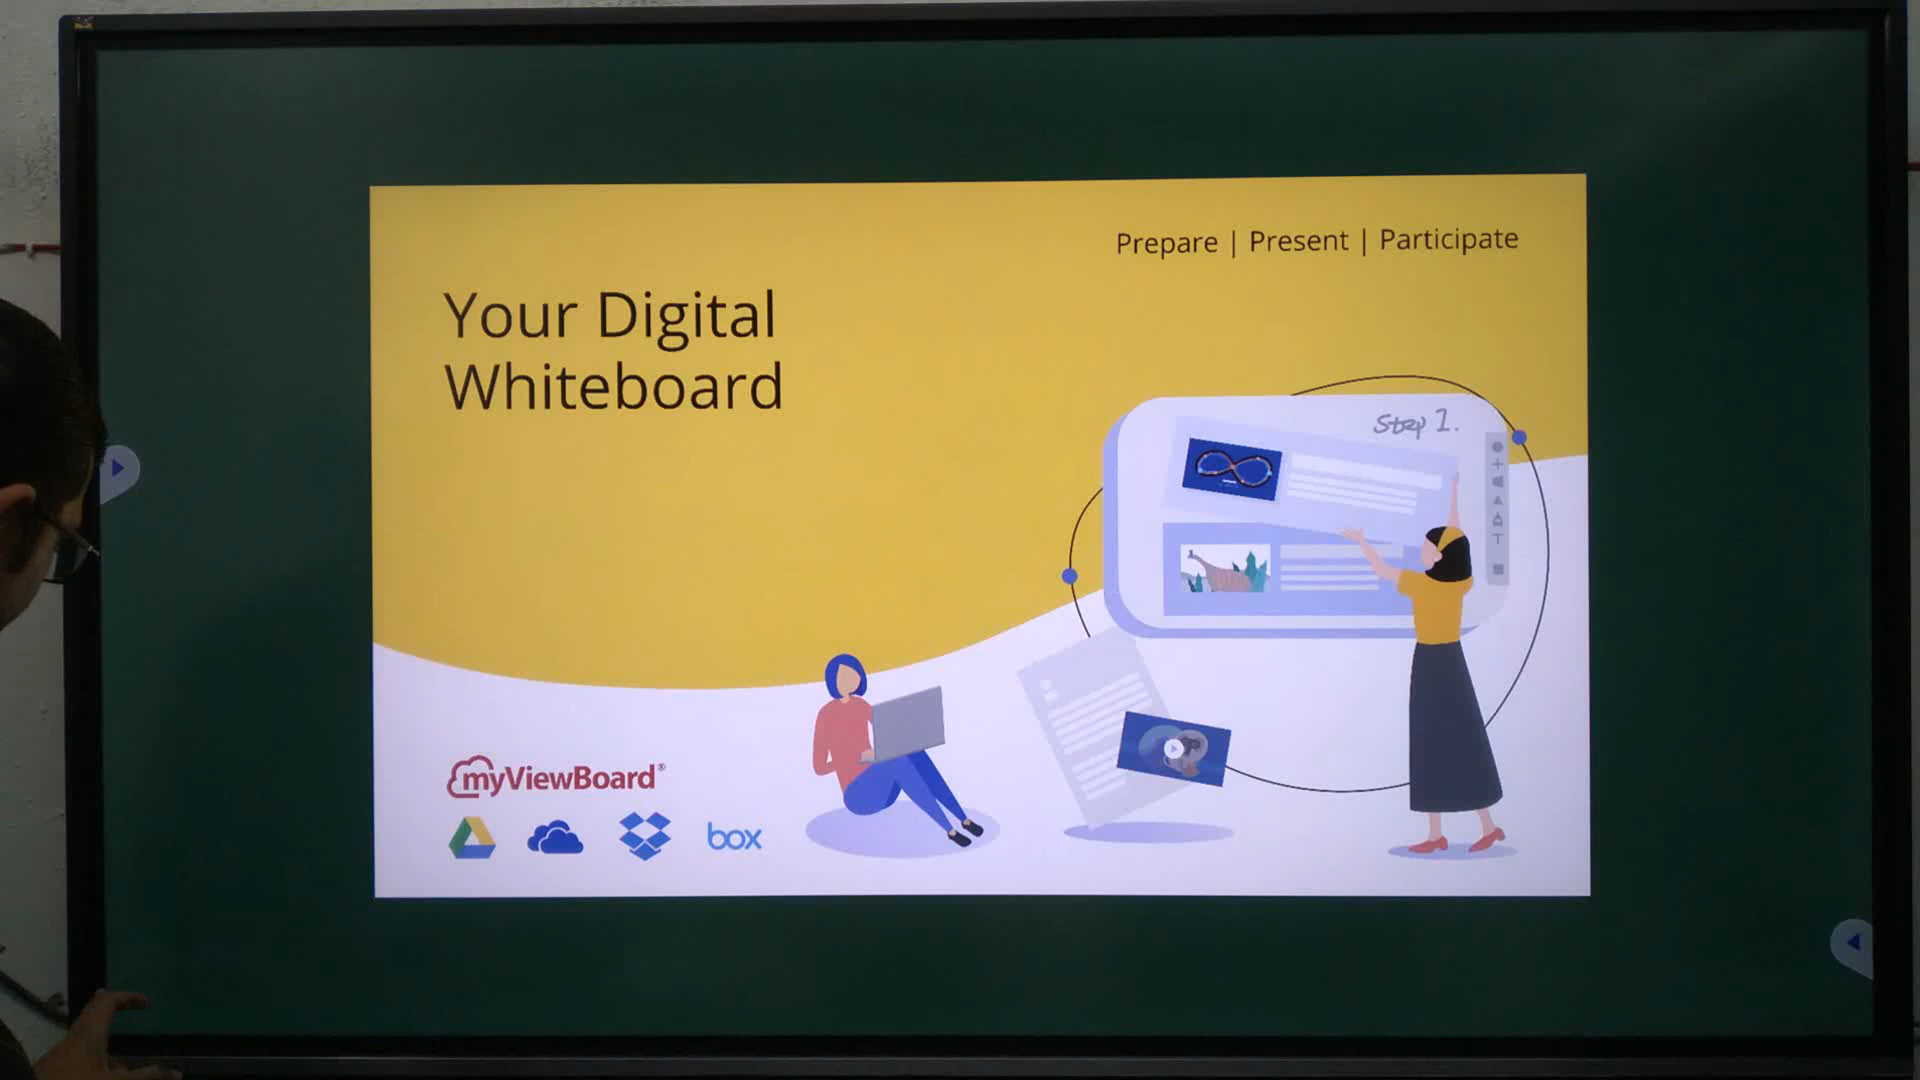 Prepare | Present | Participate
Your Digital
Whiteboard
Step 1.
T
myViewBoard®
box